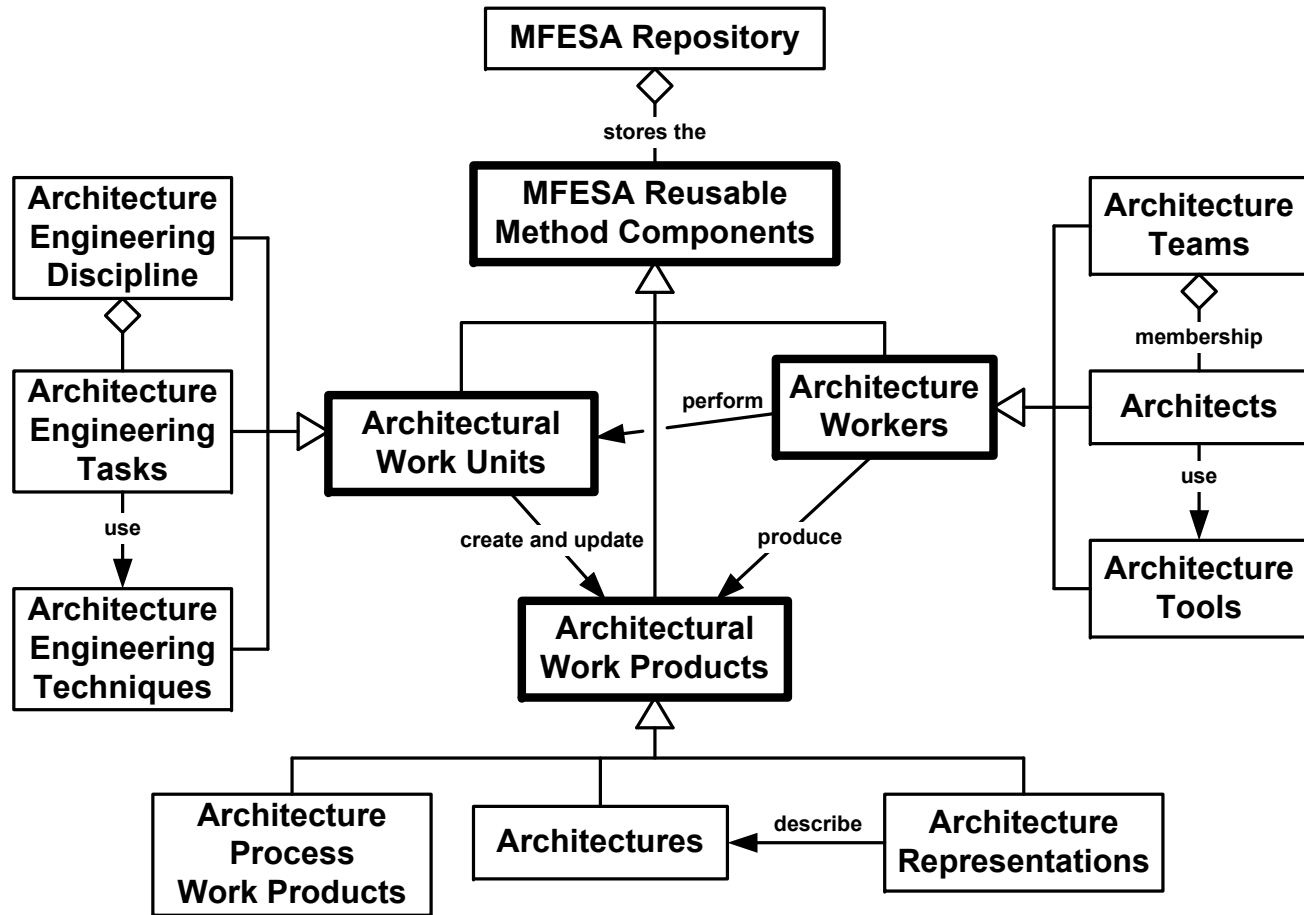 MFESA Repository
stores the
MFESA Reusable
Method Components
Architecture
Engineering
Discipline
Architecture
Teams
membership
Architecture
Engineering
Tasks
Architectural
Work Units
perform
Architecture
Workers
Architects
use
create and update
produce
use
Architecture
Engineering
Techniques
Architectural
Work Products
Architecture
Tools
Architecture
Process
Work Products
Architectures
describe
Architecture
Representations